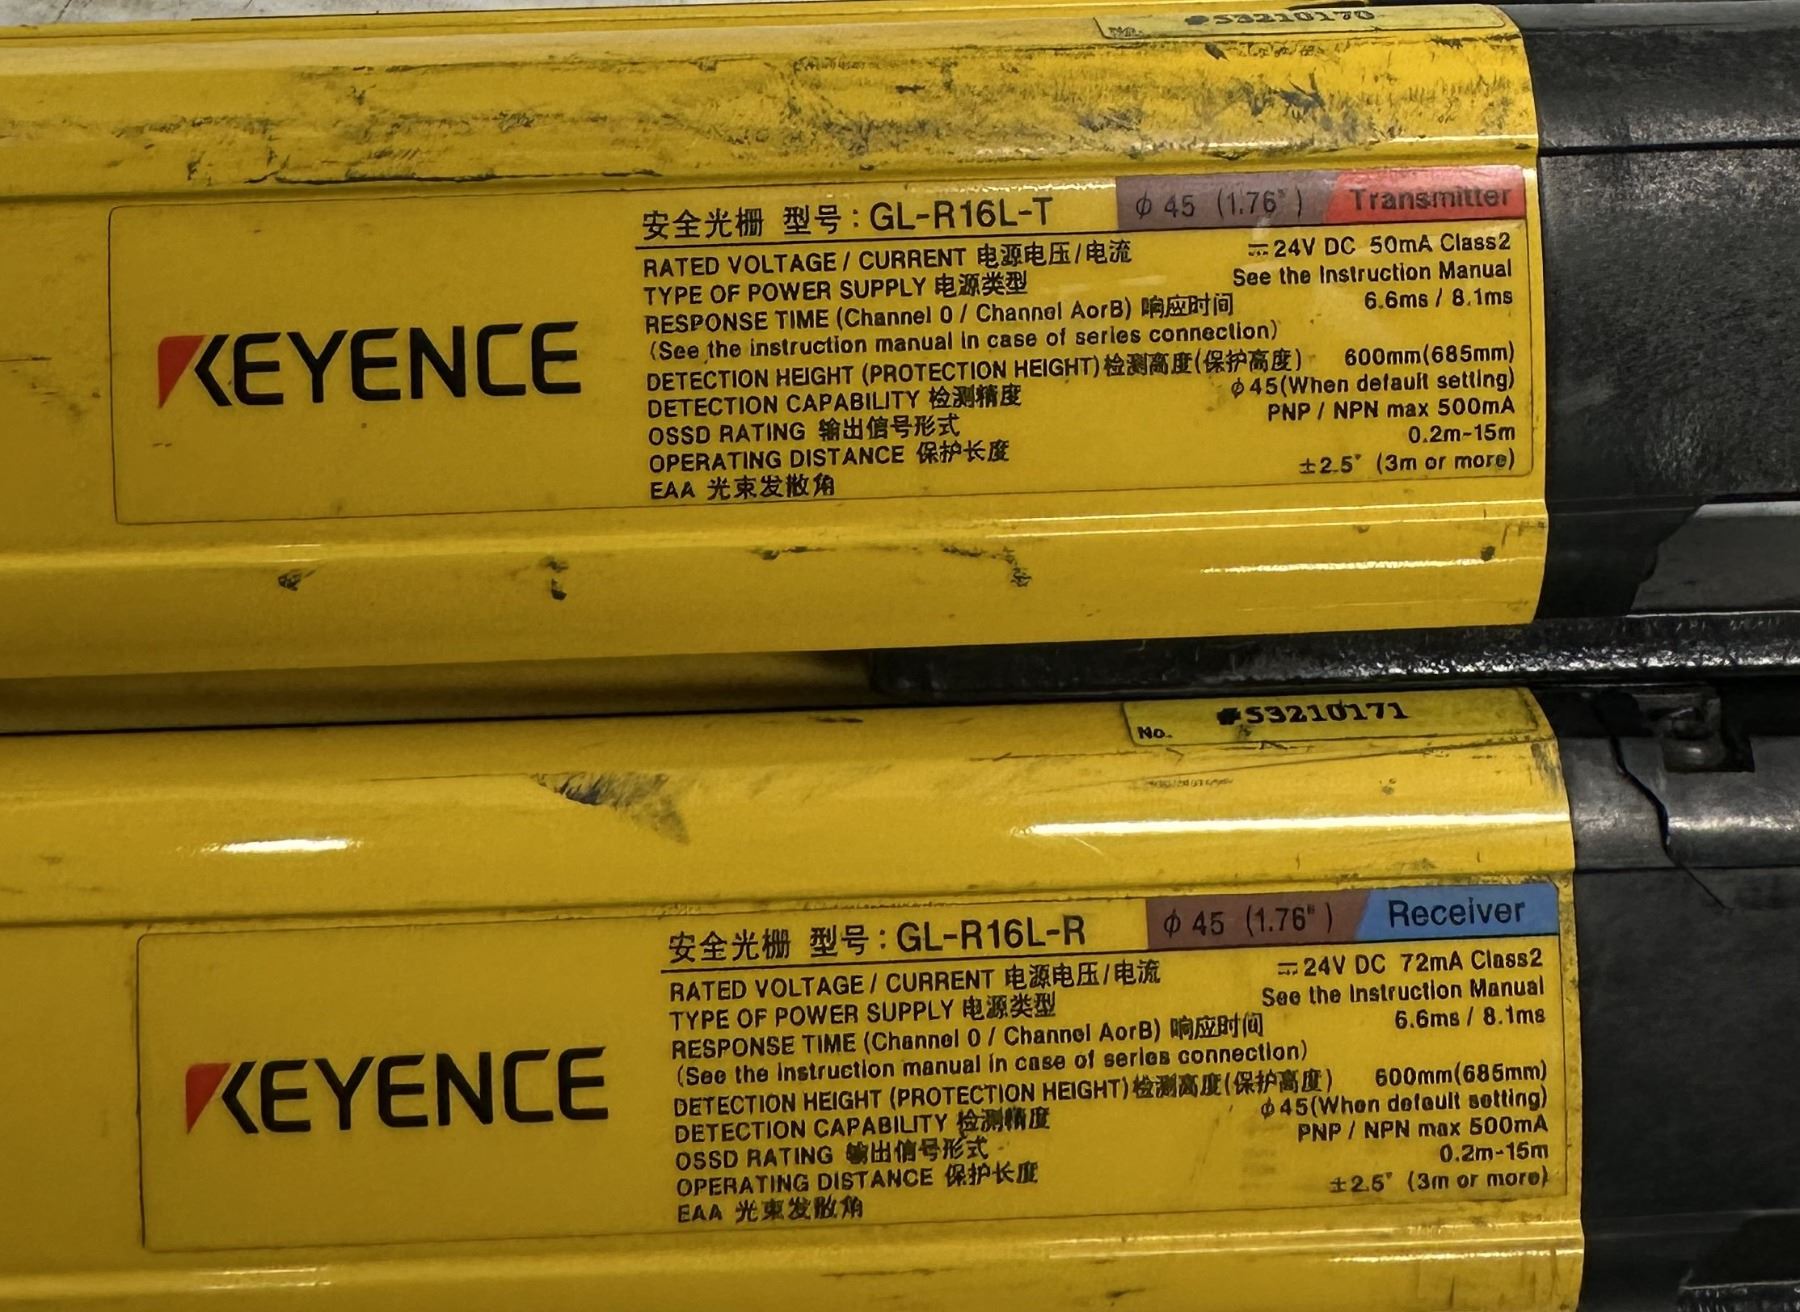 No. #53210170
安全光栅 型号：GL-R16L-T ϕ45 (1.76") Transmitter
RATED VOLTAGE / CURRENT 电源电压/电流 ⎓24V DC 50mA Class2
TYPE OF POWER SUPPLY 电源类型 See the Instruction Manual
RESPONSE TIME (Channel 0 / Channel AorB) 响应时间 6.6ms / 8.1ms
(See the instruction manual in case of series connection)
DETECTION HEIGHT (PROTECTION HEIGHT) 检测高度(保护高度) 600mm(685mm)
DETECTION CAPABILITY 检测精度 ϕ45(When default setting)
OSSD RATING 输出信号形式 PNP / NPN max 500mA
OPERATING DISTANCE 保护长度 0.2m~15m
EAA 光束发散角 ±2.5° (3m or more)
KEYENCE
No. #53210171
安全光栅 型号：GL-R16L-R ϕ45 (1.76") Receiver
RATED VOLTAGE / CURRENT 电源电压/电流 ⎓24V DC 72mA Class2
TYPE OF POWER SUPPLY 电源类型 See the Instruction Manual
RESPONSE TIME (Channel 0 / Channel AorB) 响应时间 6.6ms / 8.1ms
(See the instruction manual in case of series connection)
DETECTION HEIGHT (PROTECTION HEIGHT) 检测高度(保护高度) 600mm(685mm)
DETECTION CAPABILITY 检测精度 ϕ45(When default setting)
OSSD RATING 输出信号形式 PNP / NPN max 500mA
OPERATING DISTANCE 保护长度 0.2m~15m
EAA 光束发散角 ±2.5° (3m or more)
KEYENCE